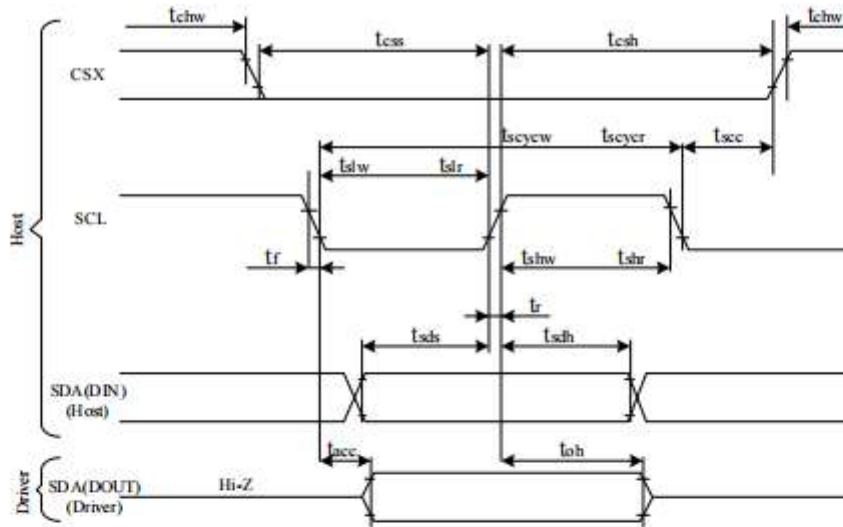 tchw
tchw
tcss
tcsh
CSX
tscycw
tscycr
tscc
tslw
tslr
SCL
Host
tf
tshw
tshr
tr
tsds
tsdh
SDA(DIN)
(Host)
tacc
toh
Hi-Z
SDA(DOUT)
(Driver)
Driver